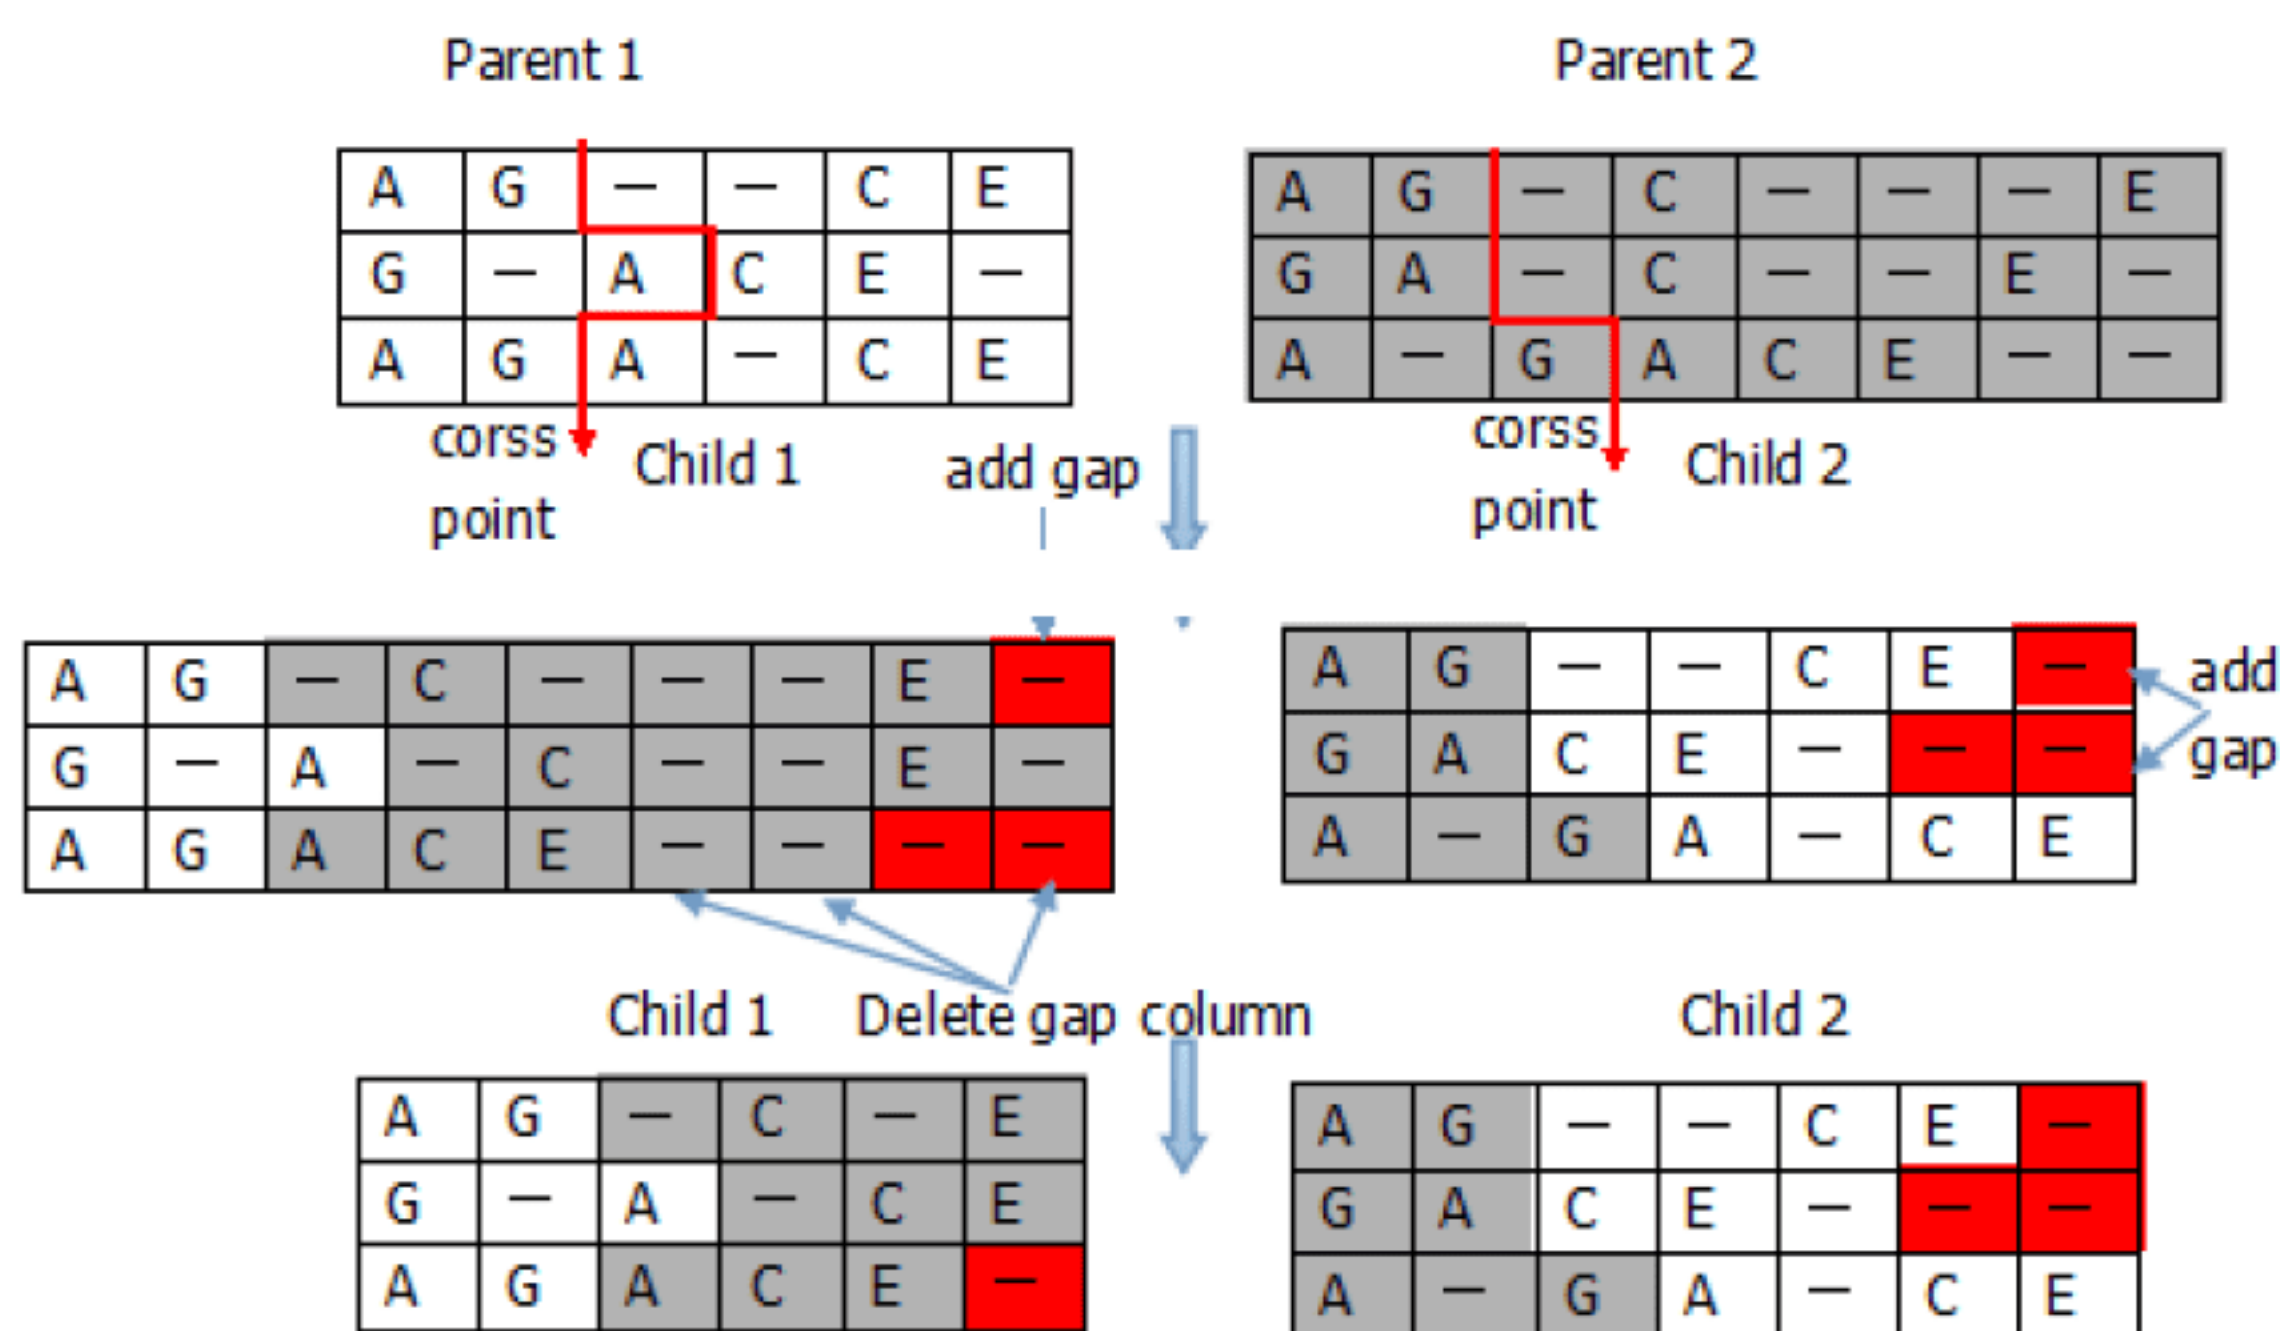 Parent 1 Parent 2
A G — — C E
G — A C E —
A G A — C E
A G — C — — — E
G A — C — — E —
A — G A C E — —
corss
point
Child 1
add gap
corss
point
Child 2
A G — C — — — E —
G — A — C — — E —
A G A C E — — — —
A G — — C E —
G A C E — — —
A — G A — C E
add
gap
Child 1
Delete gap column
Child 2
A G — C — E
G — A — C E
A G A C E —
A G — — C E —
G A C E — — —
A — G A — C E